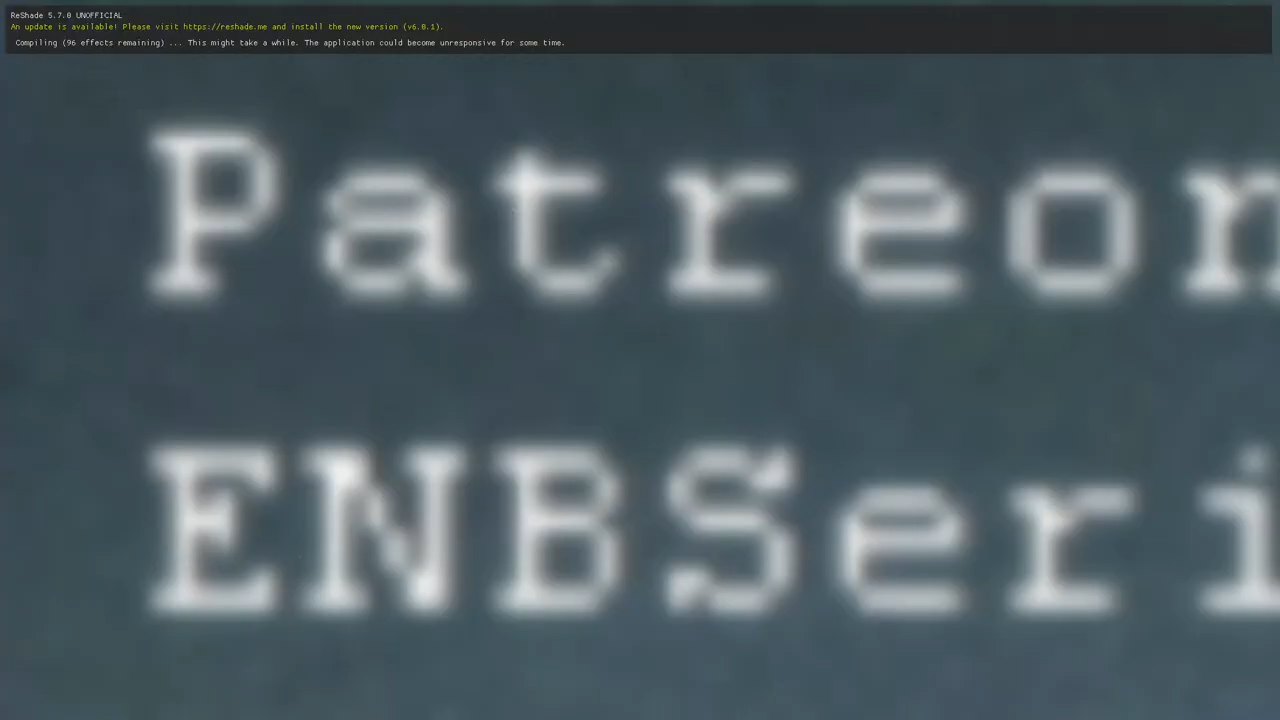 ReShade 5.7.0 UNOFFICIAL
An update is available! Please visit https://reshade.me and install the new version (v6.0.1).
Compiling (96 effects remaining) ... This might take a while. The application could become unresponsive for some time.
Patreon
ENBSeri